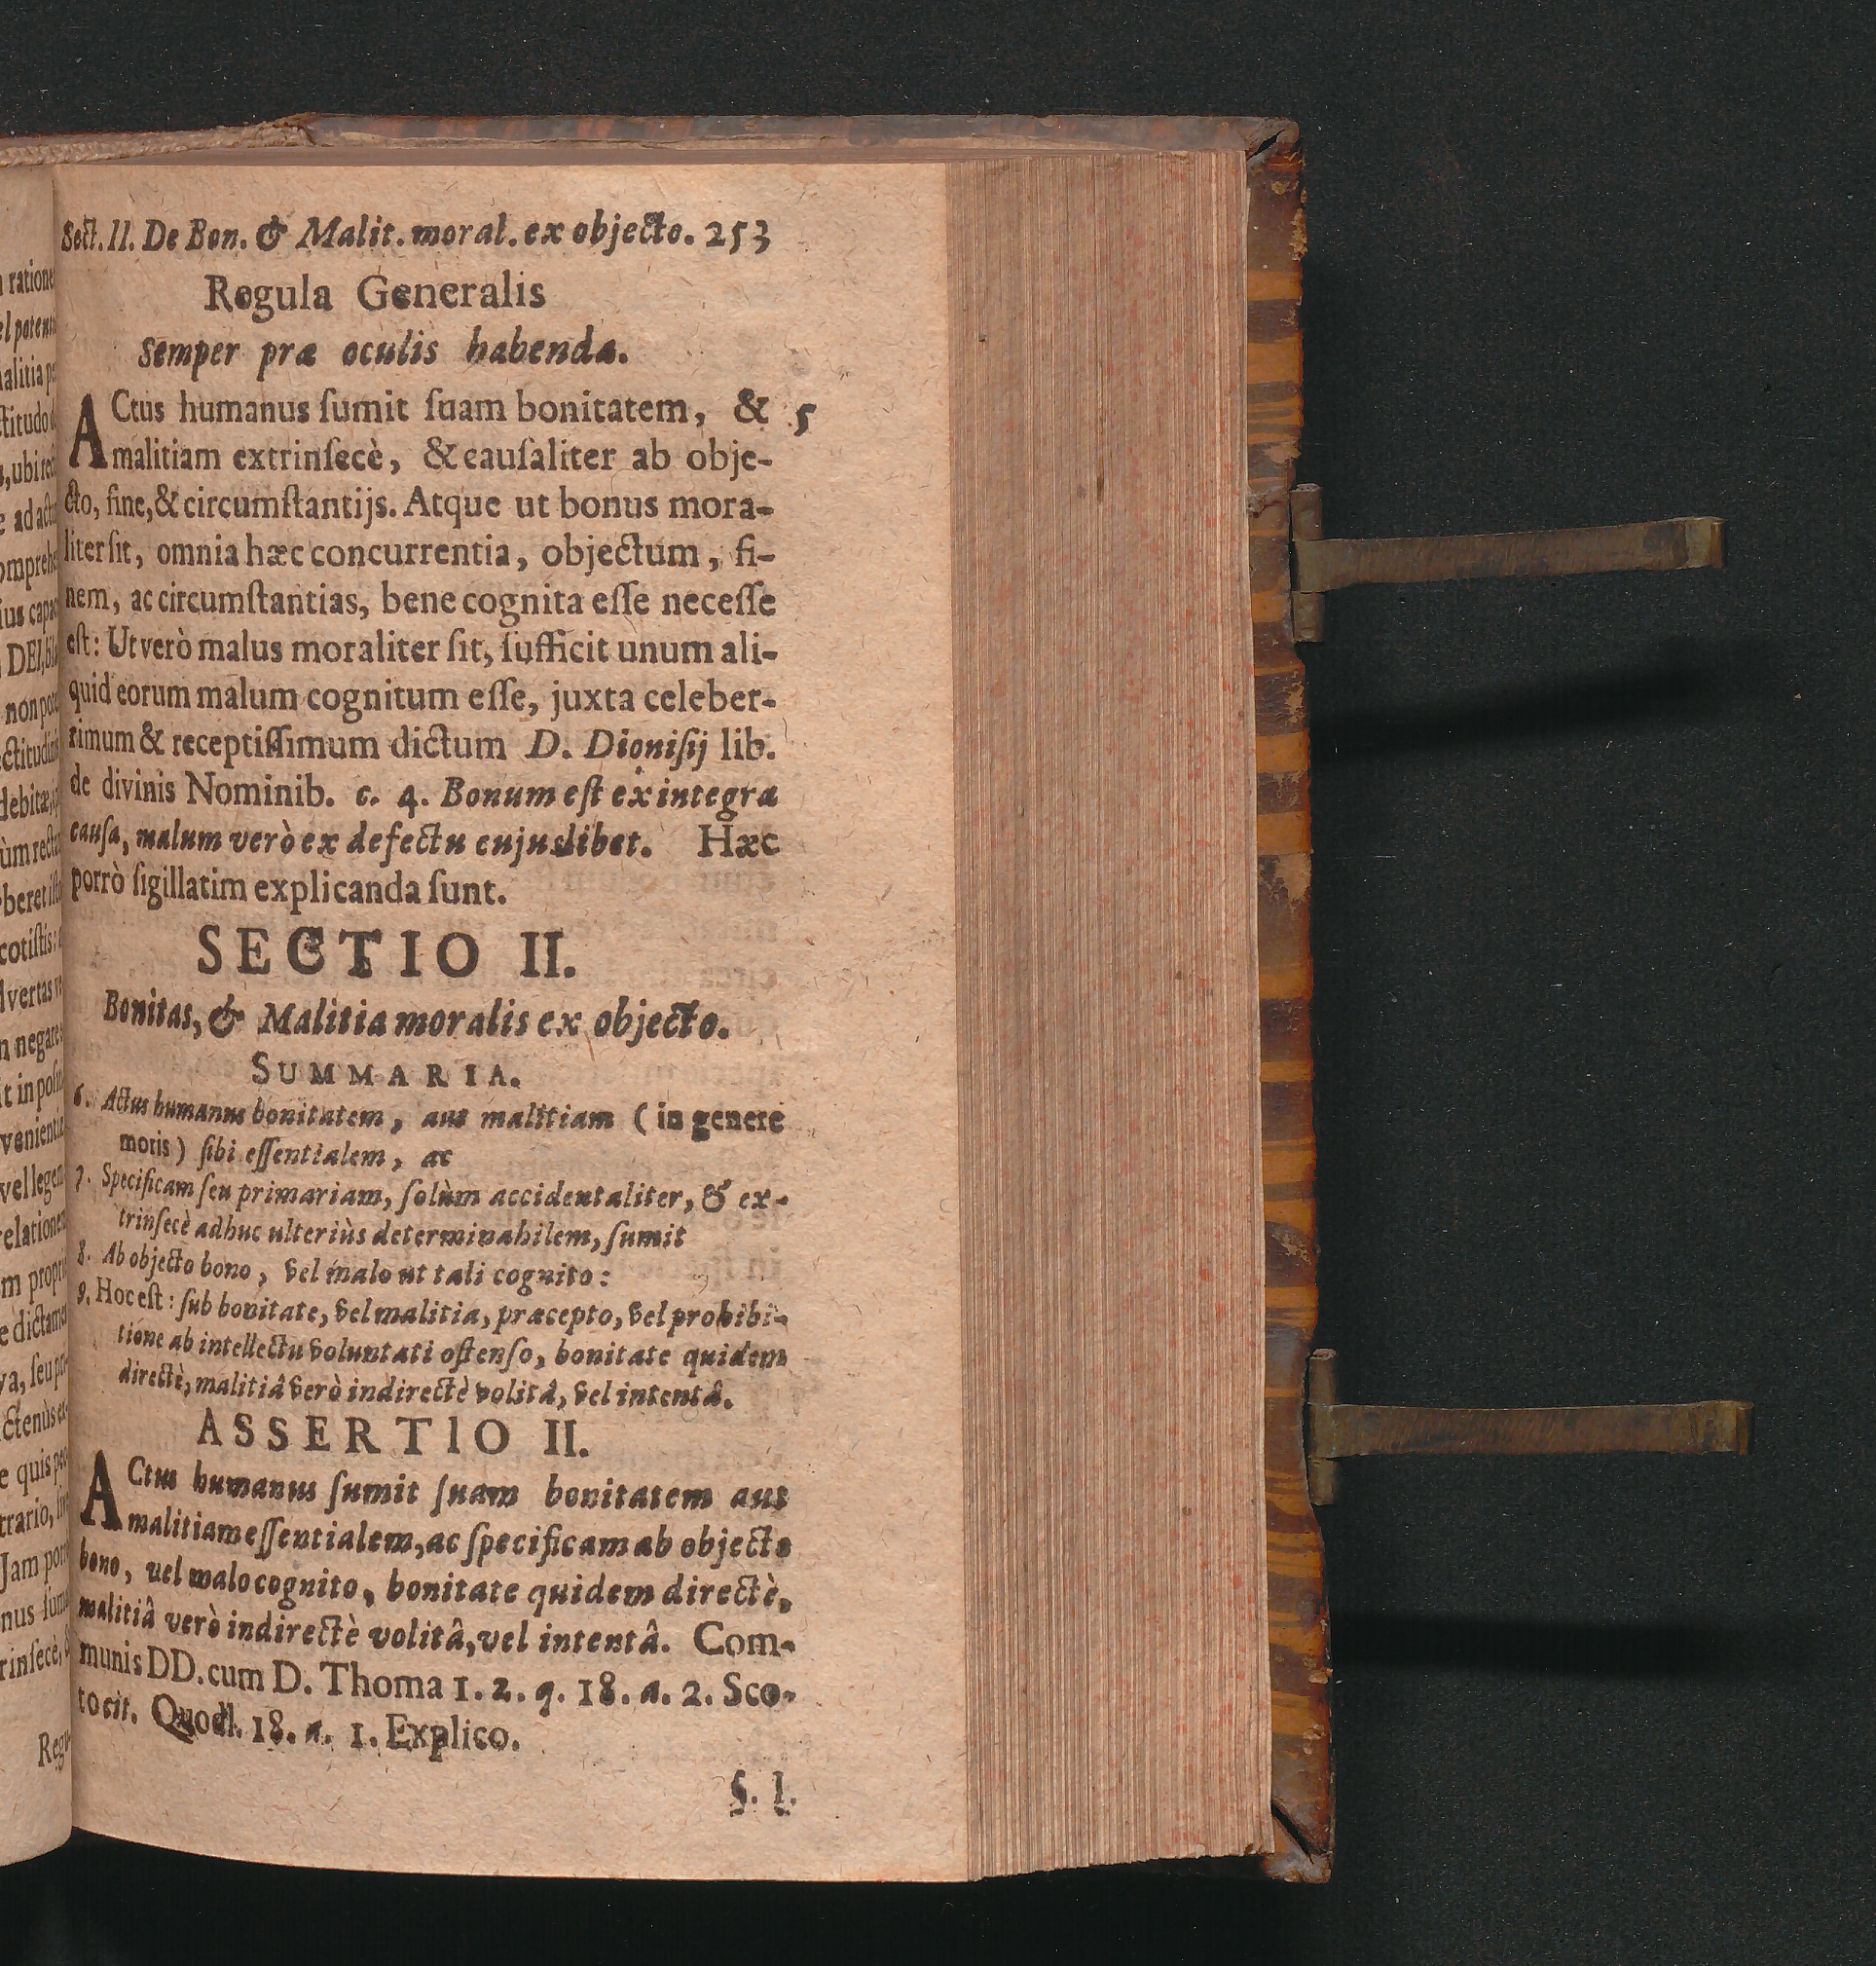 Sect. II. De Bon. & Malit. moral. ex objecto. 253
Regula Generalis
Semper præ oculis habenda.
ACtus humanus ſumit ſuam bonitatem, & 5
malitiam extrinſecè, & cauſaliter ab obje-
cto, fine, & circumſtantijs. Atque ut bonus mora-
liter ſit, omnia hæc concurrentia, objectum, fi-
nem, ac circumſtantias, bene cognita eſſe neceſſe
eſt: Ut verò malus moraliter ſit, ſufficit unum ali-
quid eorum malum cognitum eſſe, juxta celeber-
rimum & receptiſſimum dictum D. Dioniſij lib.
de divinis Nominib. c. 4. Bonum eſt ex integra
cauſa, malum verò ex defectu cujuslibet. Hæc
porrò ſigillatim explicanda ſunt.
SECTIO II.
Bonitas, & Malitia moralis ex objecto.
SUMMARIA.
6. Actus humanus bonitatem, aut malitiam (in genere
moris) ſibi eſſentialem, ac
7. Specificam ſeu primariam, ſolùm accidentaliter, & ex-
trinſecè adhuc ulteriùs determinabilem, ſumit
8. Ab objecto bono, vel malo ut tali cognito:
9. Hoc eſt: ſub bonitate, vel malitia, præcepto, vel prohibi-
tione ab intellectu voluntati oſtenſo, bonitate quidem
directè, malitiâ verò indirectè volitâ, vel intentâ.
ASSERTIO II.
ACtus humanus ſumit ſuam bonitatem aut
malitiam eſſentialem, ac ſpecificam ab objecto
bono, vel malo cognito, bonitate quidem directè,
malitiâ verò indirectè volitâ, vel intentâ. Com-
munis DD. cum D. Thoma 1. 2. q. 18. a. 2. Sco-
to cit. Quodl. 18. a. 1. Explico.
§. I.